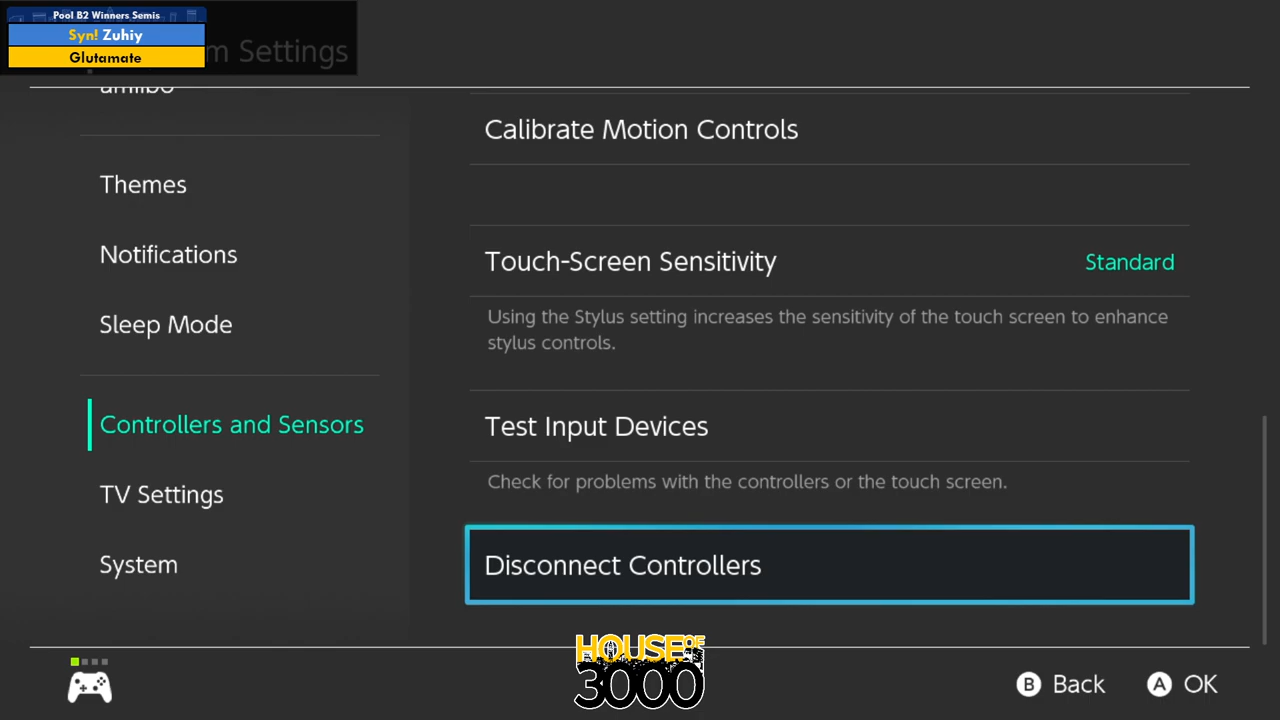 Pool B2 Winners Semis
Syn! Zuhiy
Glutamate
m Settings
amiibo
Themes
Notifications
Sleep Mode
Controllers and Sensors
TV Settings
System
Calibrate Motion Controls
Touch-Screen Sensitivity Standard
Using the Stylus setting increases the sensitivity of the touch screen to enhance
stylus controls.
Test Input Devices
Check for problems with the controllers or the touch screen.
Disconnect Controllers
HOUSE OF
3000
B Back A OK